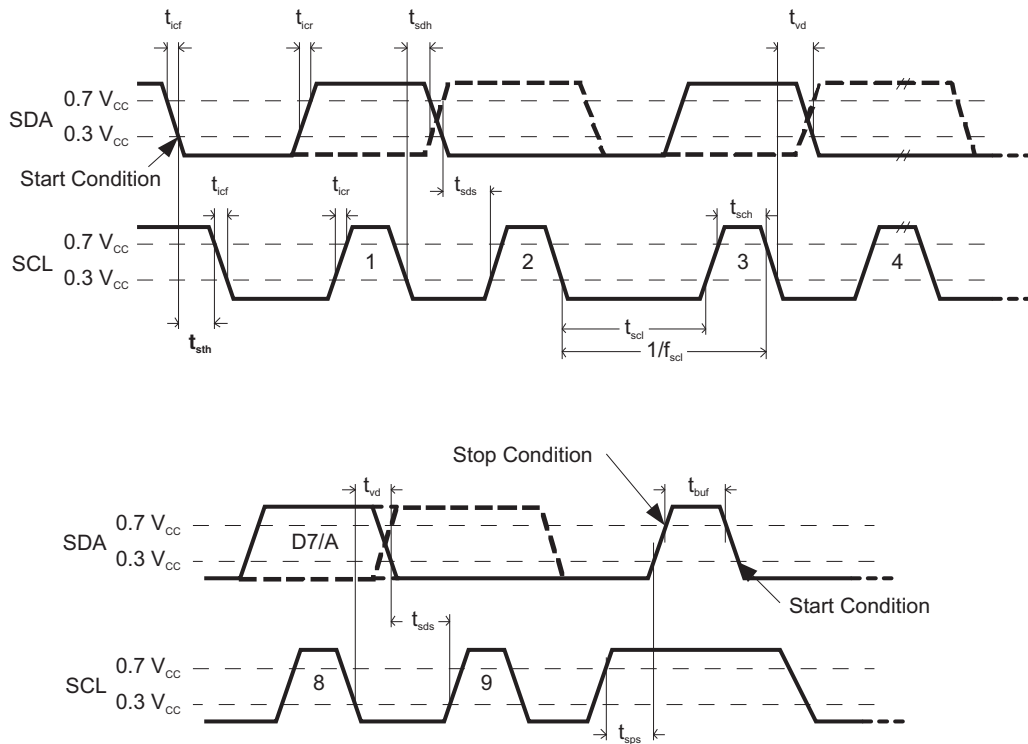 t_icf t_icr t_sdh t_vd
0.7 V_CC
SDA
0.3 V_CC
Start Condition
t_icf t_icr t_sds t_sch
0.7 V_CC
SCL
0.3 V_CC
1 2 3 4
t_sth
t_scl
1/f_scl
Stop Condition
t_vd t_buf
0.7 V_CC
SDA
D7/A
0.3 V_CC
Start Condition
t_sds
0.7 V_CC
SCL
8 9
0.3 V_CC
t_sps